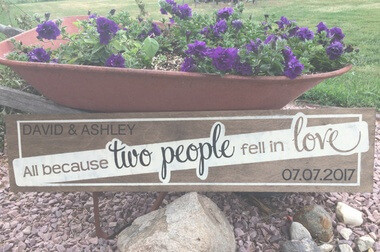 DAVID & ASHLEY
All because two people fell in love
07.07.2017